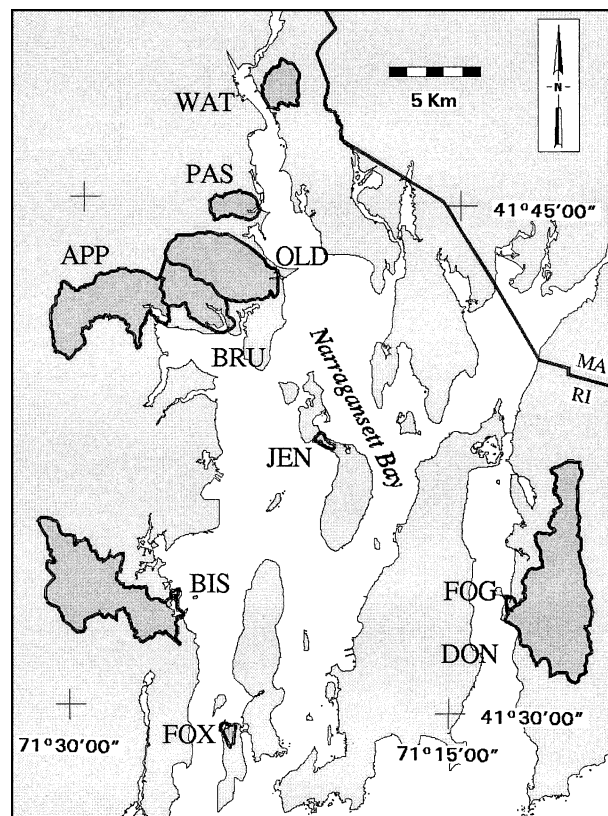 WAT
5 Km
-N-
PAS
41°45'00"
APP
OLD
BRU
Narragansett Bay
MA
RI
JEN
BIS
FOG
DON
FOX
41°30'00"
71°30'00"
71°15'00"